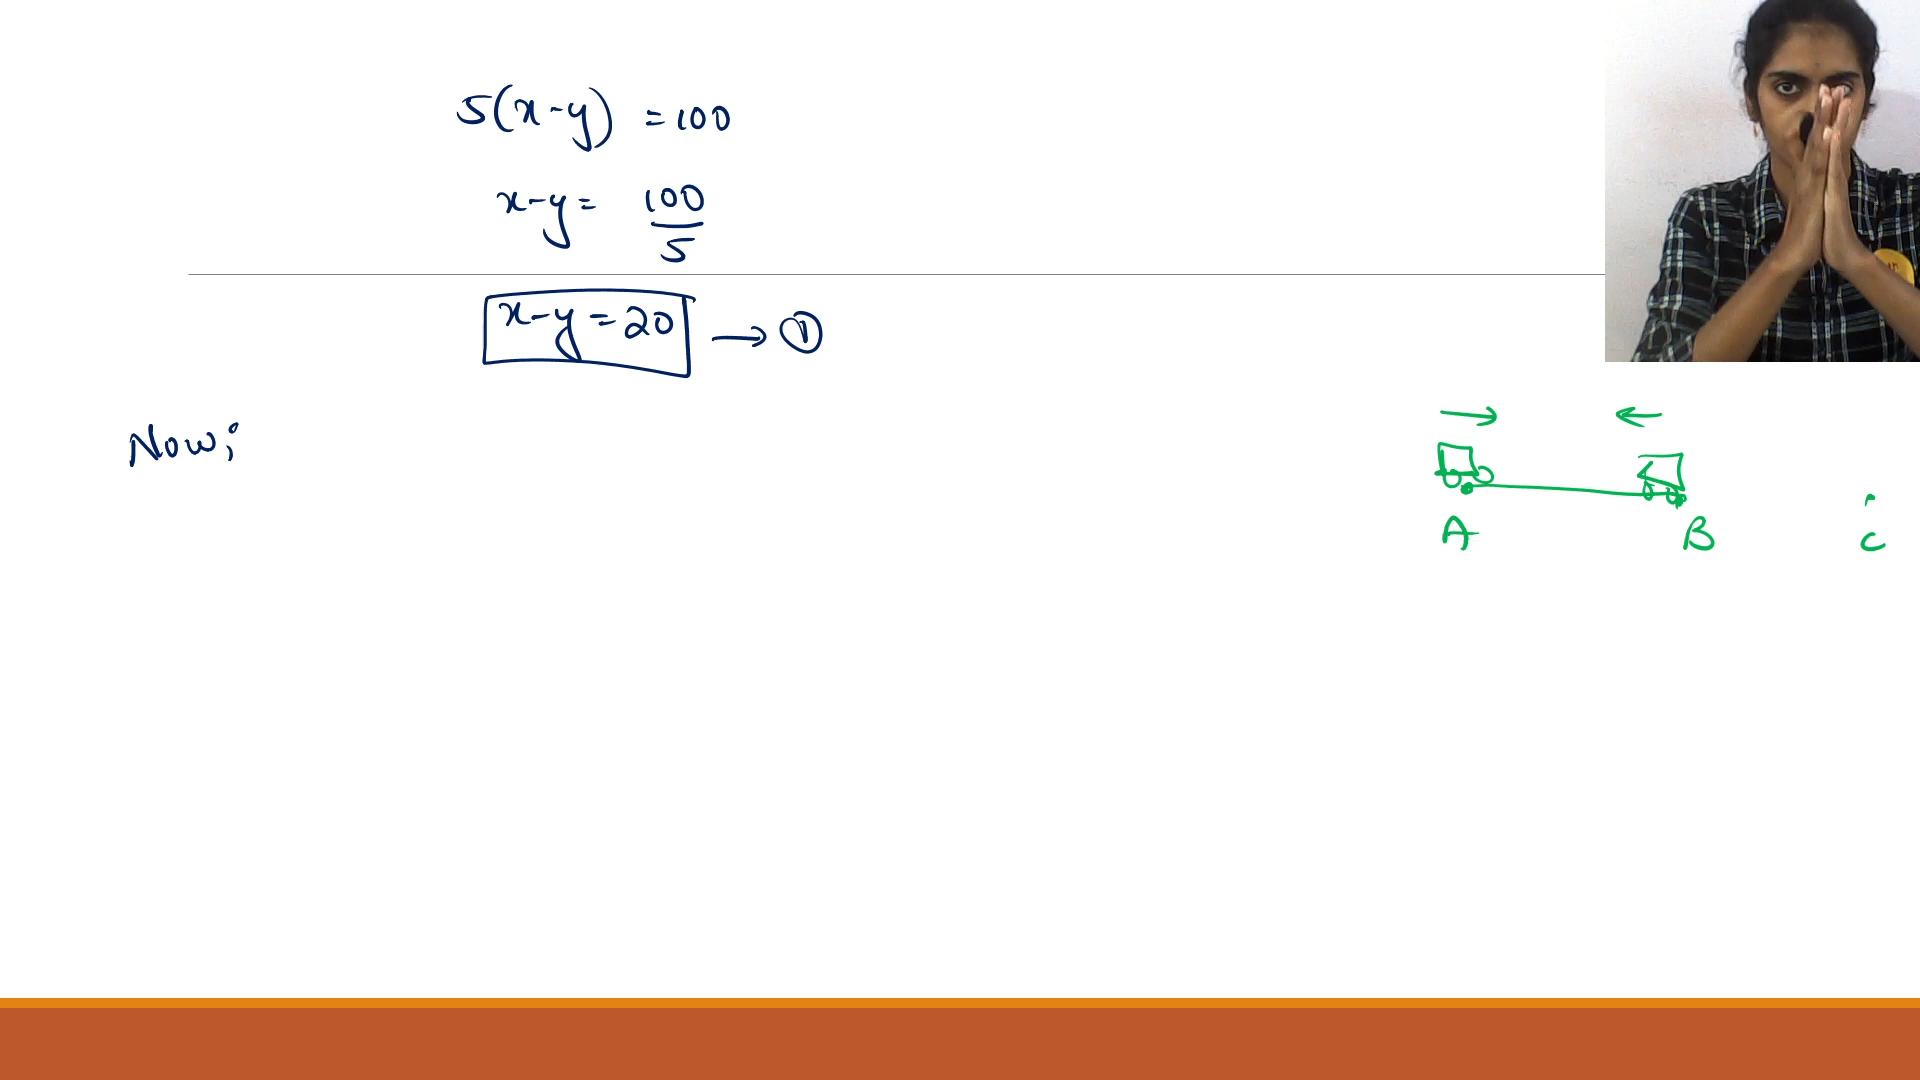 5(x-y) = 100
x-y = 100/5
x-y = 20 → ①
Now;
A B C